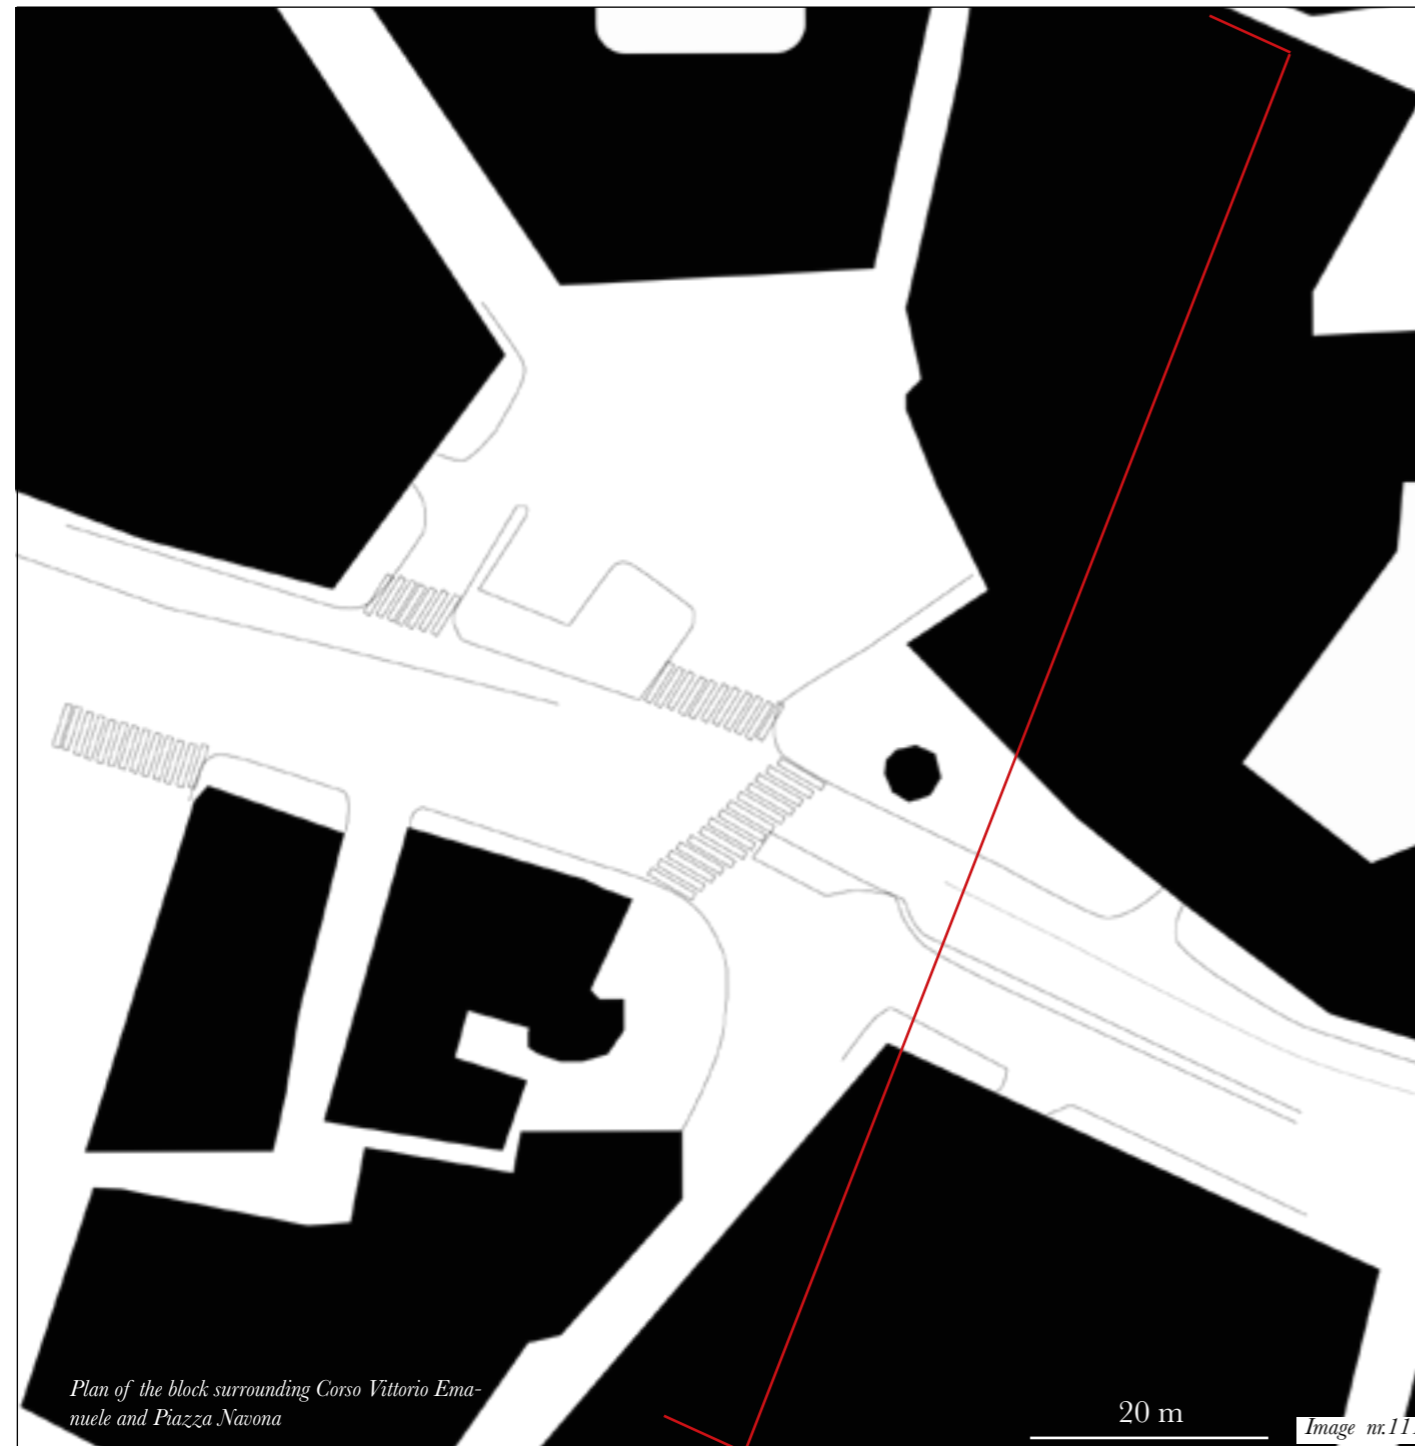 Plan of the block surrounding Corso Vittorio Ema-
nuele and Piazza Navona
20 m
Image nr.11